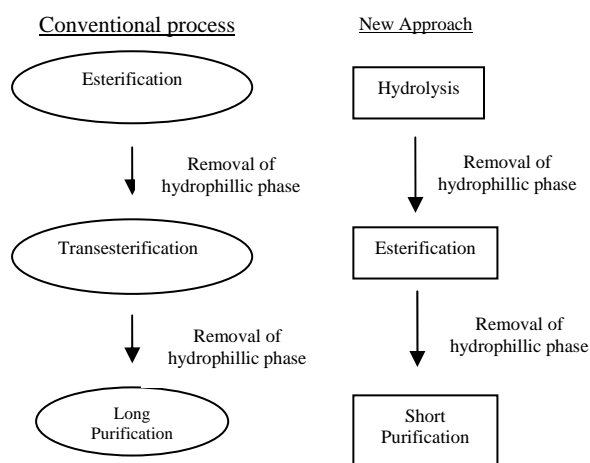 Conventional process
New Approach
Esterification
Hydrolysis
Removal of
hydrophillic phase
Removal of
hydrophillic phase
Transesterification
Esterification
Removal of
hydrophillic phase
Removal of
hydrophillic phase
Long
Purification
Short
Purification